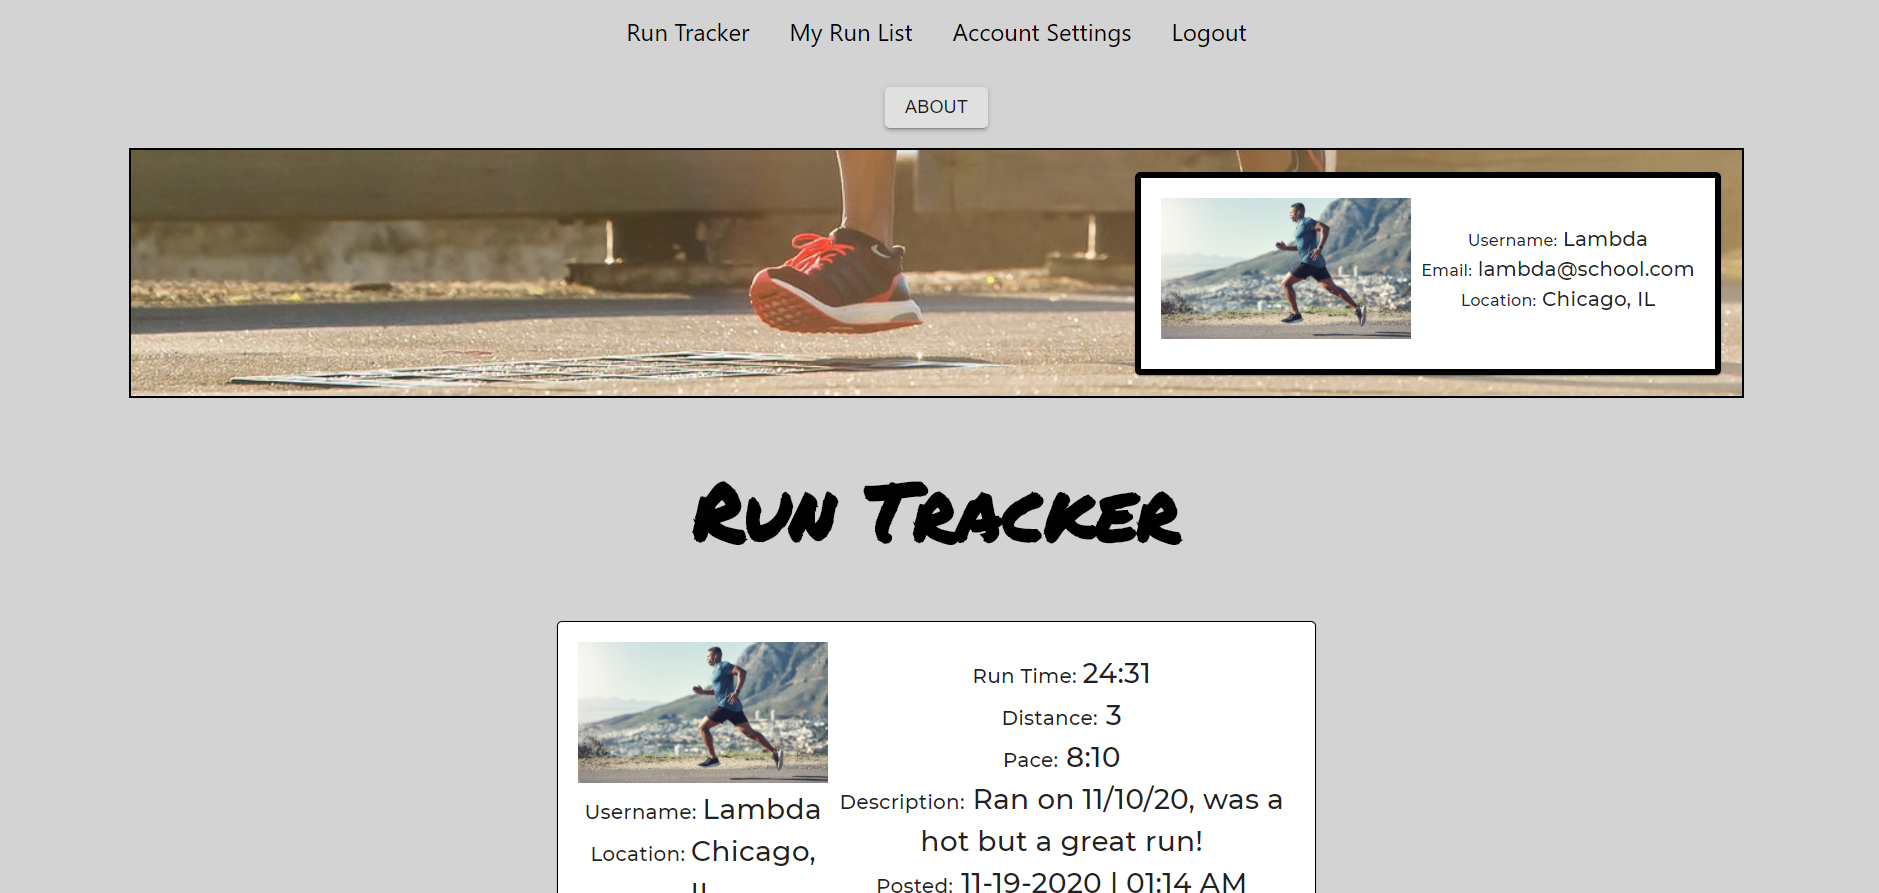 Run Tracker My Run List Account Settings Logout
ABOUT
Username: Lambda
Email: lambda@school.com
Location: Chicago, IL
Run Tracker
Run Time: 24:31
Distance: 3
Pace: 8:10
Description: Ran on 11/10/20, was a
hot but a great run!
Posted: 11-19-2020 | 01:14 AM
Username: Lambda
Location: Chicago,
IL